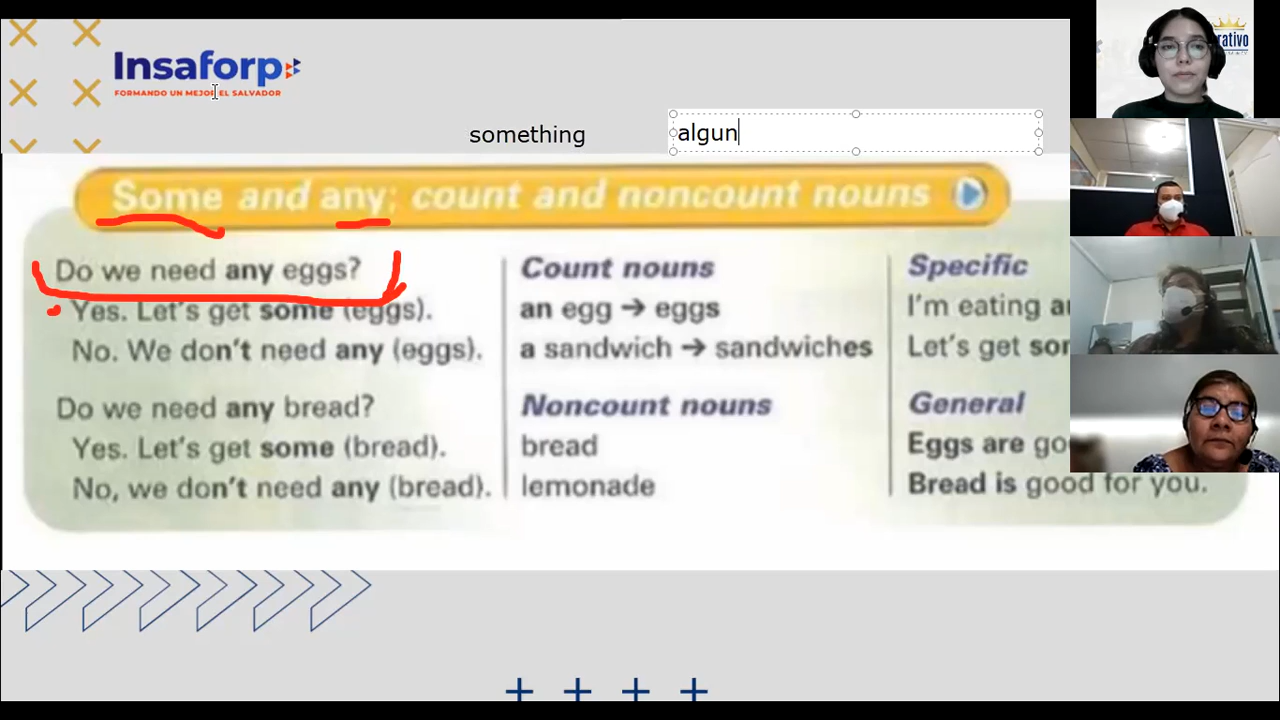 Insaforp
FORMANDO UN MEJOR EL SALVADOR
rativo
something
algun
Some and any; count and noncount nouns
Do we need any eggs?
Yes. Let's get some (eggs).
No. We don't need any (eggs).
Do we need any bread?
Yes. Let's get some (bread).
No, we don't need any (bread).
Count nouns
an egg → eggs
a sandwich → sandwiches
Noncount nouns
bread
lemonade
Specific
I'm eating a
Let's get so
General
Eggs are go
Bread is good for you.